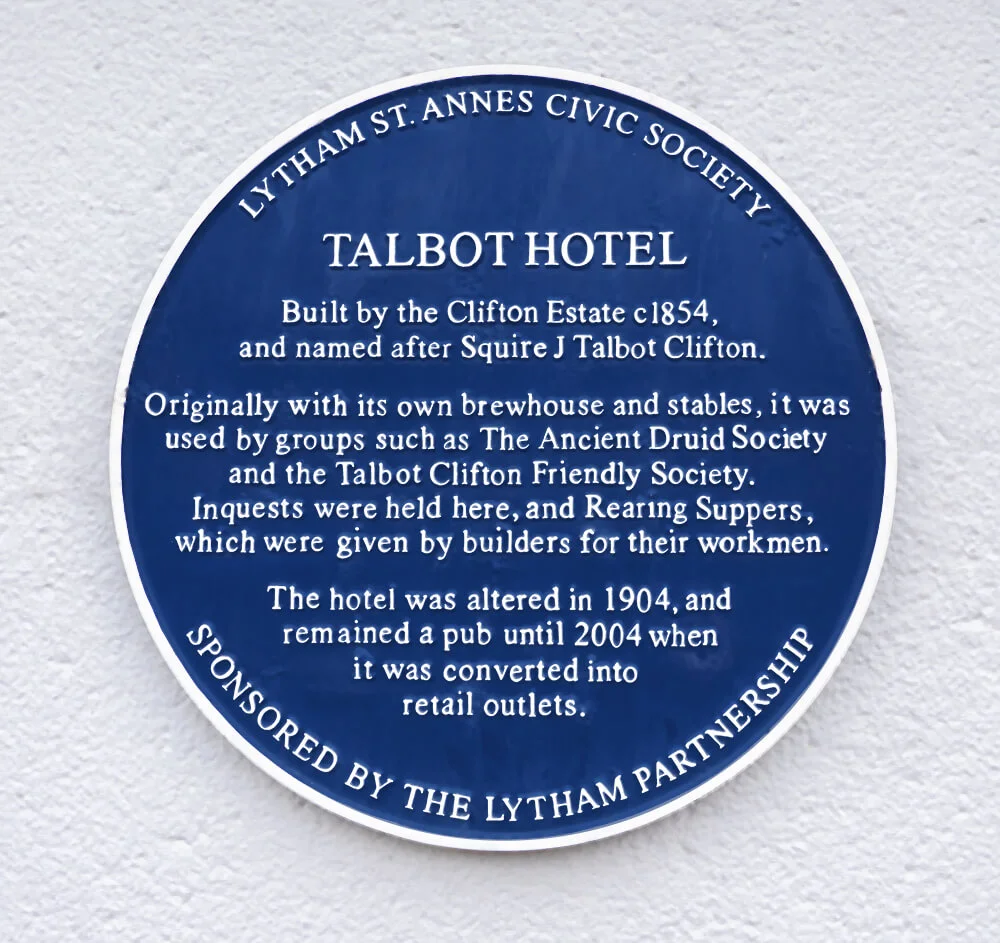 LYTHAM ST. ANNES CIVIC SOCIETY
TALBOT HOTEL
Built by the Clifton Estate c1854,
and named after Squire J Talbot Clifton.
Originally with its own brewhouse and stables, it was
used by groups such as The Ancient Druid Society
and the Talbot Clifton Friendly Society.
Inquests were held here, and Rearing Suppers,
which were given by builders for their workmen.
The hotel was altered in 1904, and
remained a pub until 2004 when
it was converted into
retail outlets.
SPONSORED BY THE LYTHAM PARTNERSHIP